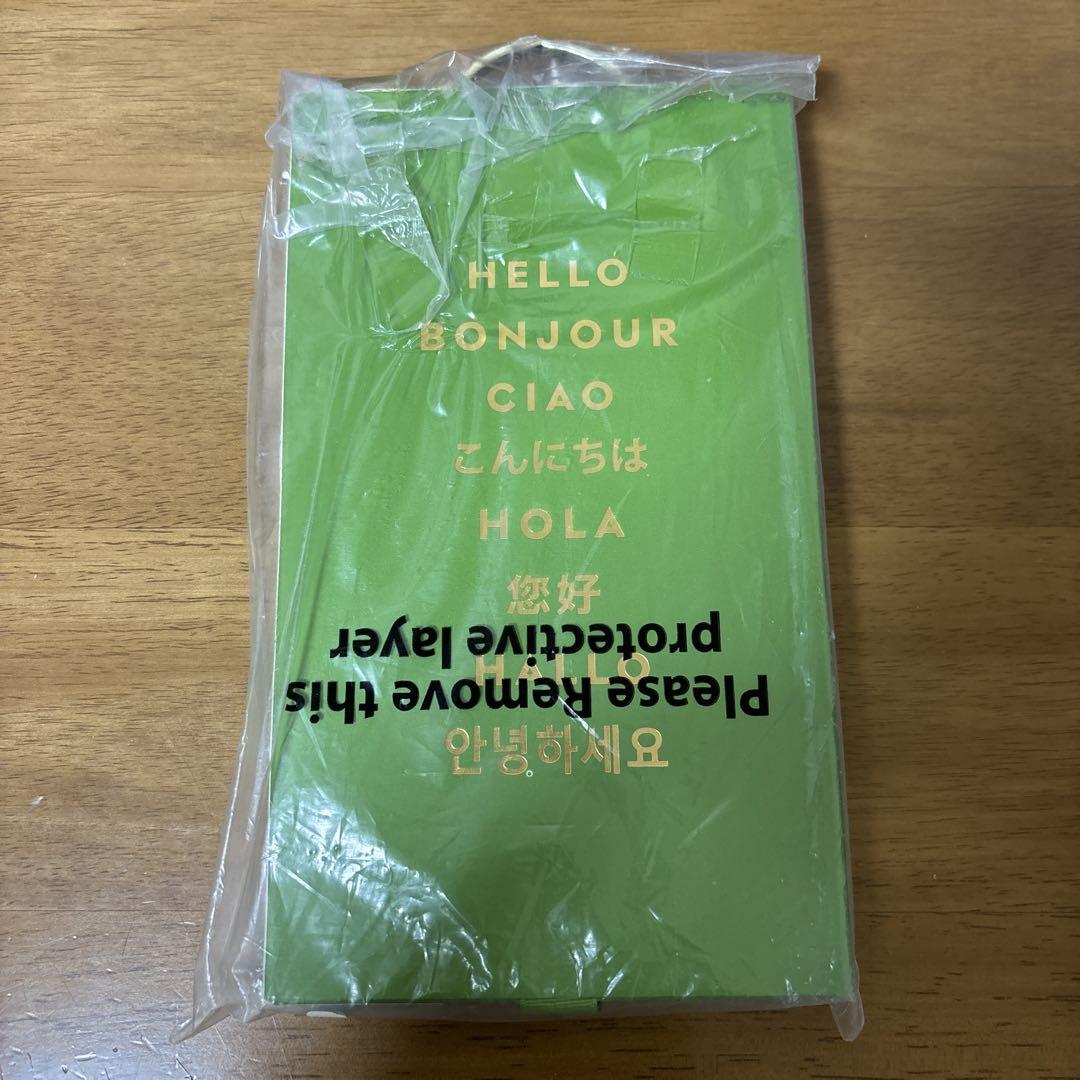 HELLO
BONJOUR
CIAO
こんにちは
HOLA
您好
HALLO
안녕하세요
Please Remove this
protective layer